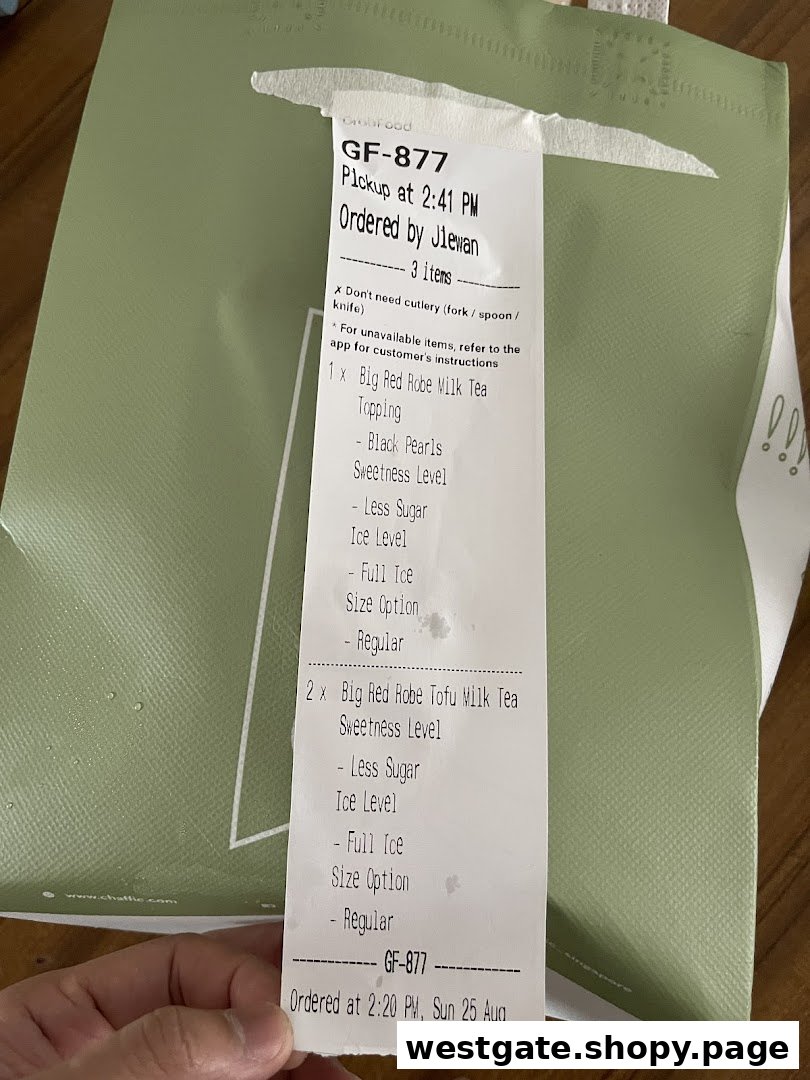 GrabFood
GF-877
Pickup at 2:41 PM
Ordered by Jiewan
---------- 3 items ----------
✗ Don't need cutlery (fork / spoon /
knife)
* For unavailable items, refer to the
app for customer's instructions
1 x Big Red Robe Milk Tea
Topping
- Black Pearls
Sweetness Level
- Less Sugar
Ice Level
- Full Ice
Size Option
- Regular
2 x Big Red Robe Tofu Milk Tea
Sweetness Level
- Less Sugar
Ice Level
- Full Ice
Size Option
- Regular
------------ GF-877 ------------
Ordered at 2:20 PM, Sun 25 Aug
www.chaffic.com
singapore
westgate.shopy.page